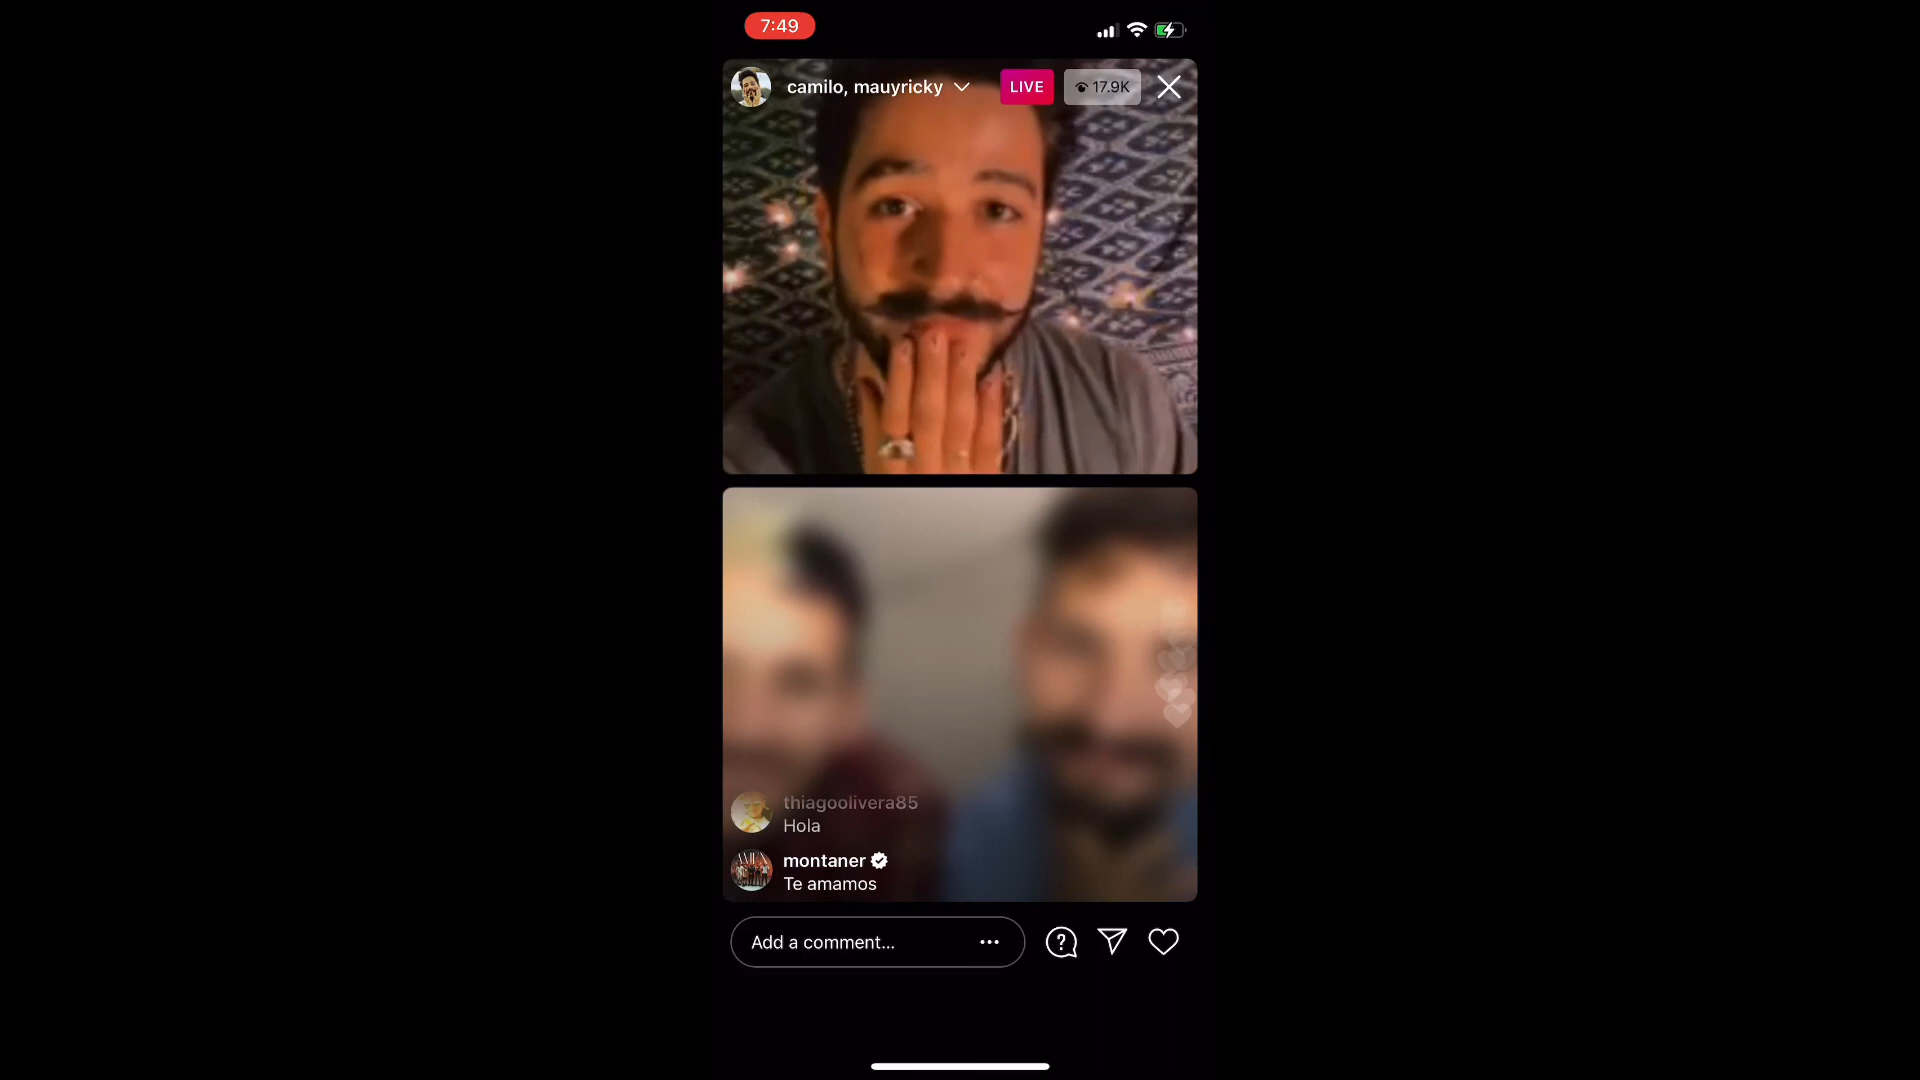 7:49
camilo, mauyricky
LIVE
17.9K
thiagoolivera85
Hola
montaner
Te amamos
Add a comment...
?